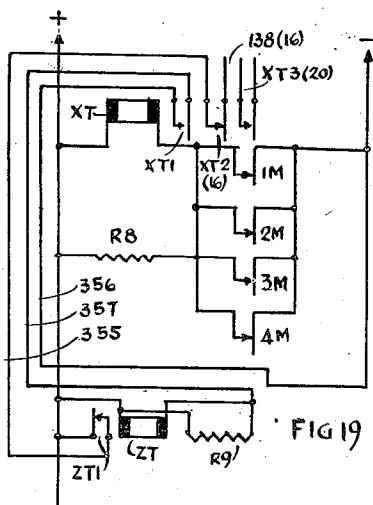 +
−
138(16)
XT3(20)
XT
XT1
XT2
(16)
1M
2M
3M
4M
R8
356
357
355
ZT1
ZT
R9
FIG 19